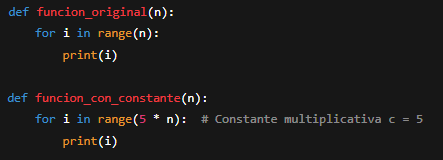 def funcion_original(n):
    for i in range(n):
        print(i)

def funcion_con_constante(n):
    for i in range(5 * n):  # Constante multiplicativa c = 5
        print(i)